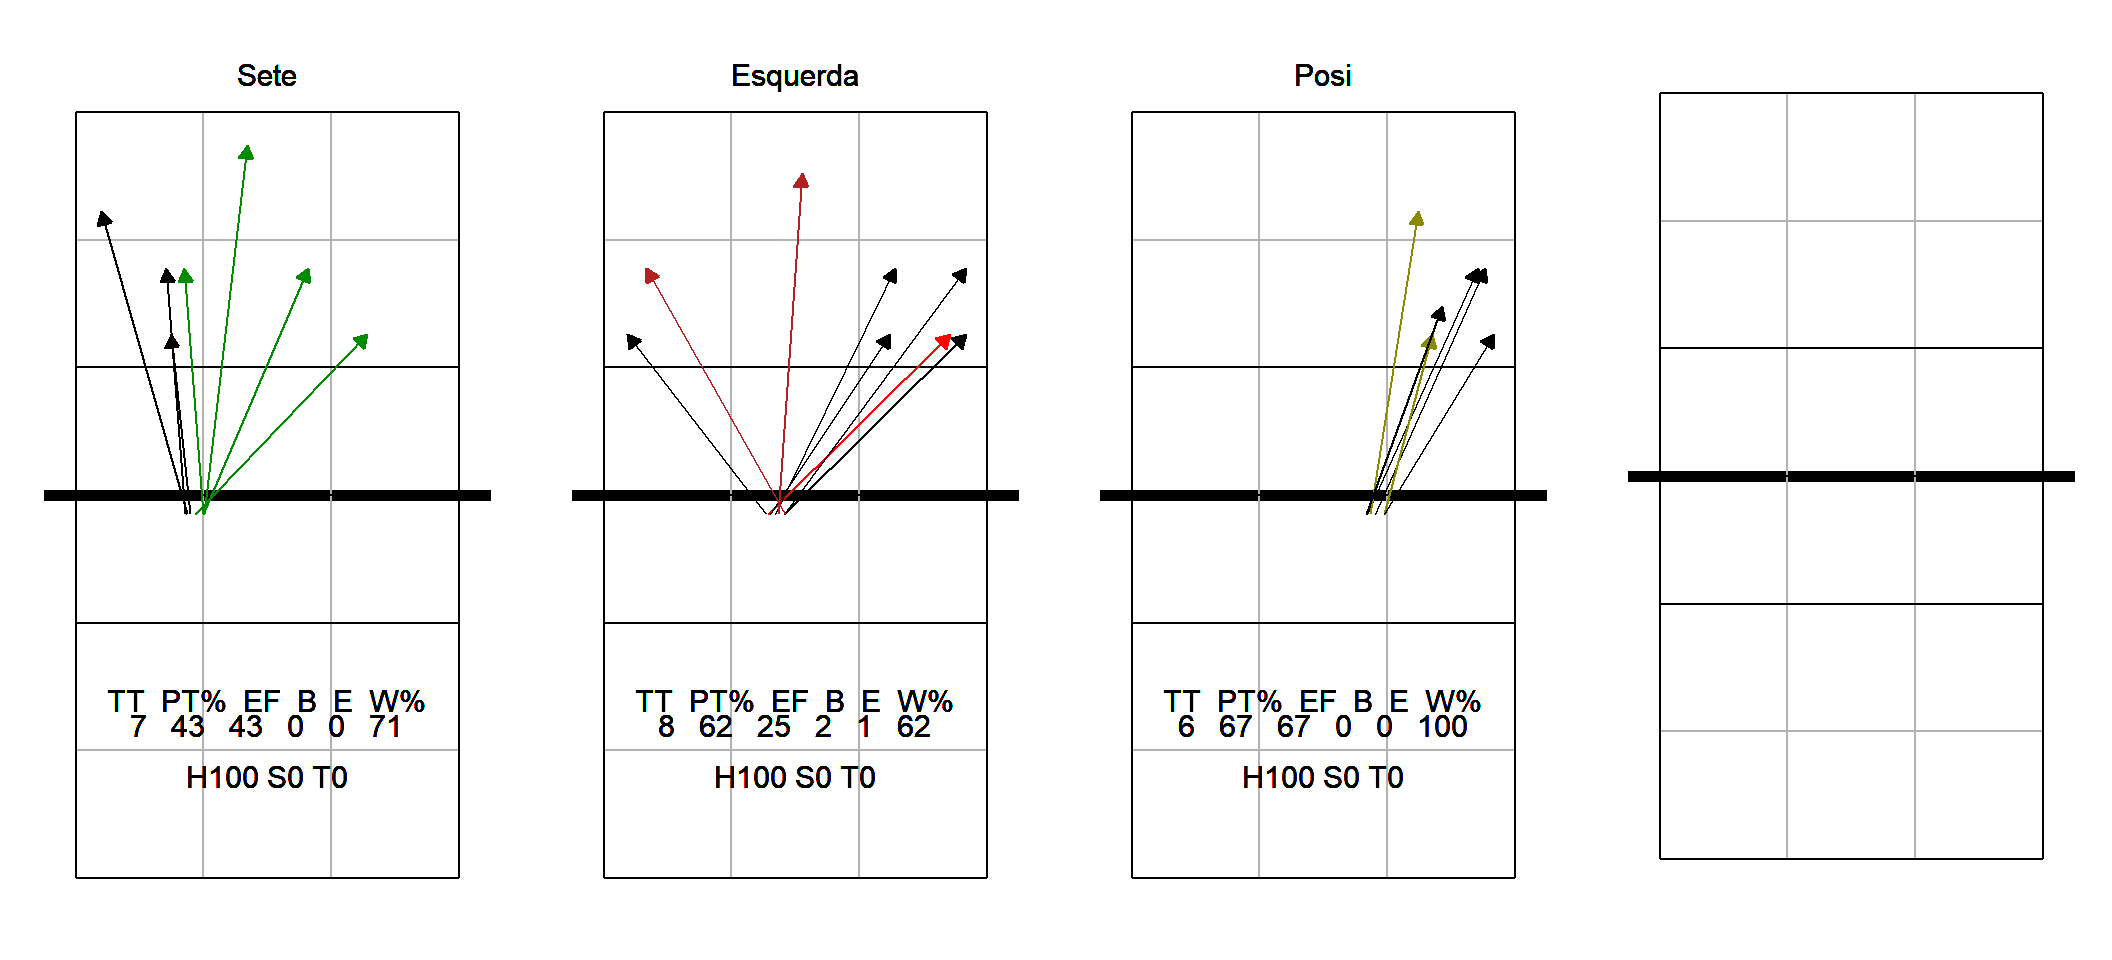 Sete
TT PT% EF B E W%
7 43 43 0 0 71
H100 S0 T0
Esquerda
TT PT% EF B E W%
8 62 25 2 1 62
H100 S0 T0
Posi
TT PT% EF B E W%
6 67 67 0 0 100
H100 S0 T0